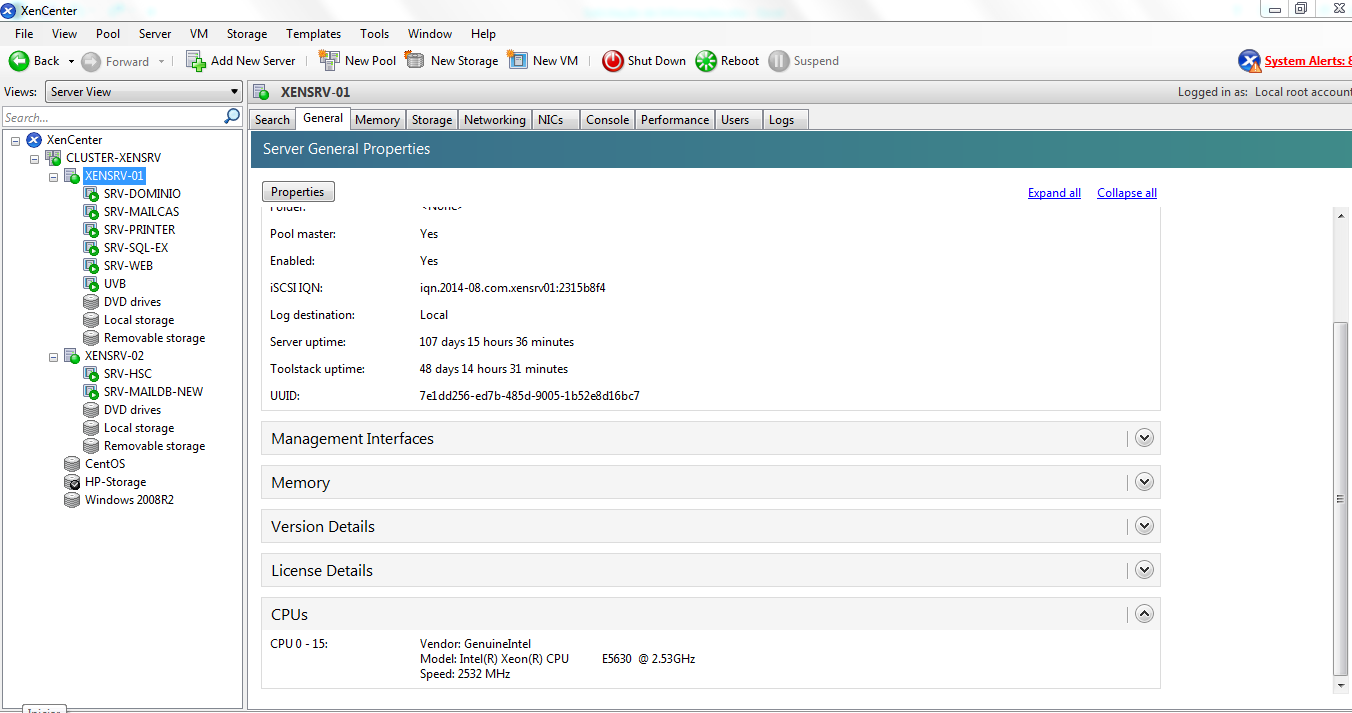 XenCenter
File View Pool Server VM Storage Templates Tools Window Help
Back Forward Add New Server New Pool New Storage New VM Shut Down Reboot Suspend System Alerts: 8
Views: Server View
XENSRV-01
Logged in as: Local root account
Search...
Search General Memory Storage Networking NICs Console Performance Users Logs
XenCenter
CLUSTER-XENSRV
XENSRV-01
SRV-DOMINIO
SRV-MAILCAS
SRV-PRINTER
SRV-SQL-EX
SRV-WEB
UVB
DVD drives
Local storage
Removable storage
XENSRV-02
SRV-HSC
SRV-MAILDB-NEW
DVD drives
Local storage
Removable storage
CentOS
HP-Storage
Windows 2008R2
Server General Properties
Properties
Expand all Collapse all
Folder: <None>
Pool master: Yes
Enabled: Yes
iSCSI IQN: iqn.2014-08.com.xensrv01:2315b8f4
Log destination: Local
Server uptime: 107 days 15 hours 36 minutes
Toolstack uptime: 48 days 14 hours 31 minutes
UUID: 7e1dd256-ed7b-485d-9005-1b52e8d16bc7
Management Interfaces
Memory
Version Details
License Details
CPUs
CPU 0 - 15: Vendor: GenuineIntel
Model: Intel(R) Xeon(R) CPU E5630 @ 2.53GHz
Speed: 2532 MHz